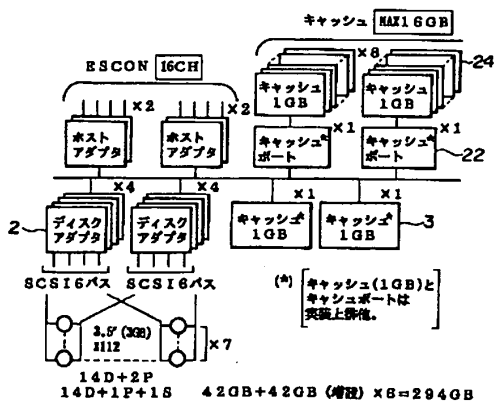 キャッシュ MAX16GB
ESCON 16CH
×8
24
×2
×2
キャッシュ
1GB
キャッシュ
1GB
×1
×1
ホスト
アダプタ
ホスト
アダプタ
キャッシュ*
ポート
キャッシュ*
ポート
22
×4
×4
×1
×1
2
ディスク
アダプタ
ディスク
アダプタ
キャッシュ*
1GB
キャッシュ*
1GB
3
SCSI6パス
SCSI6パス
(*)
キャッシュ(1GB)と
キャシュポートは
実装上排他。
3.5"(3GB)
×112
×7
14D+2P
14D+1P+1S
42GB+42GB (増設) ×6=294GB